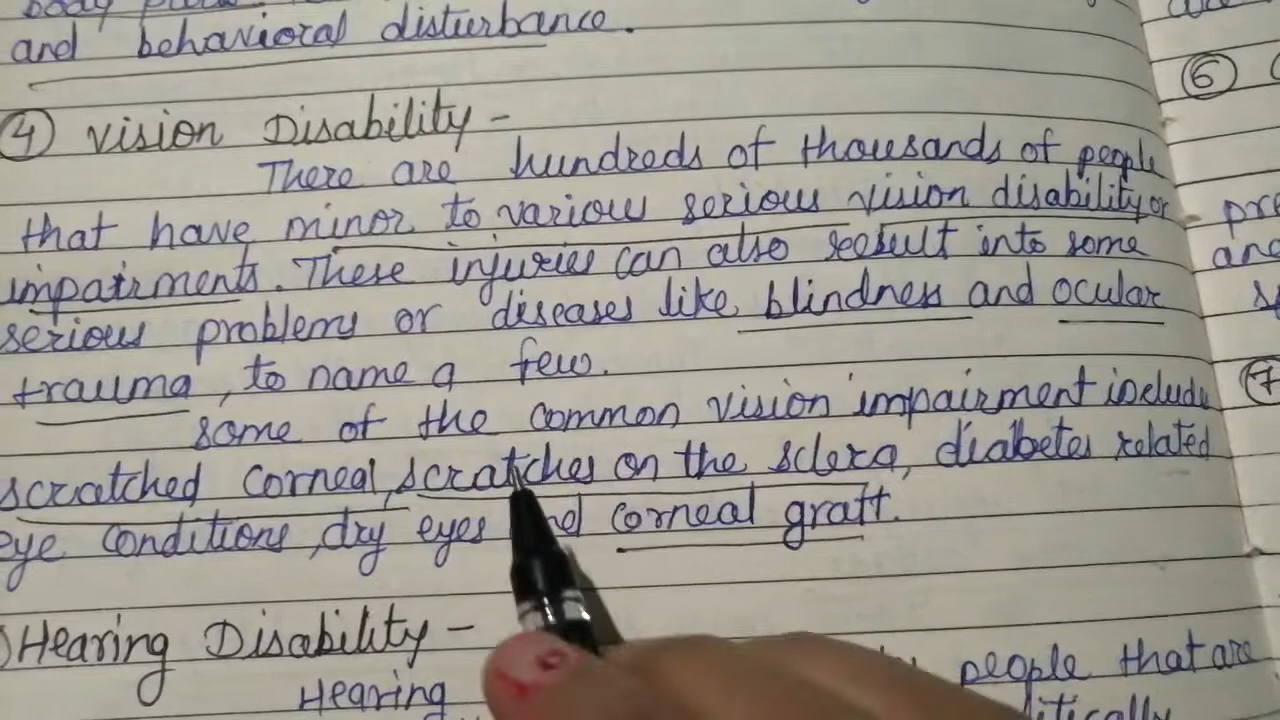 and behavioral disturbance.
④ Vision Disability -
There are hundreds of thousands of people
that have minor to various serious vision disability or
impairments. These injuries can also result into some
serious problems or diseases like blindness and ocular
trauma, to name a few.
some of the common vision impairment include
scratched corneal, scratches on the sclera, diabetes related
eye conditions, dry eyes and corneal graft.
Hearing Disability -
Hearing people that are
⑥